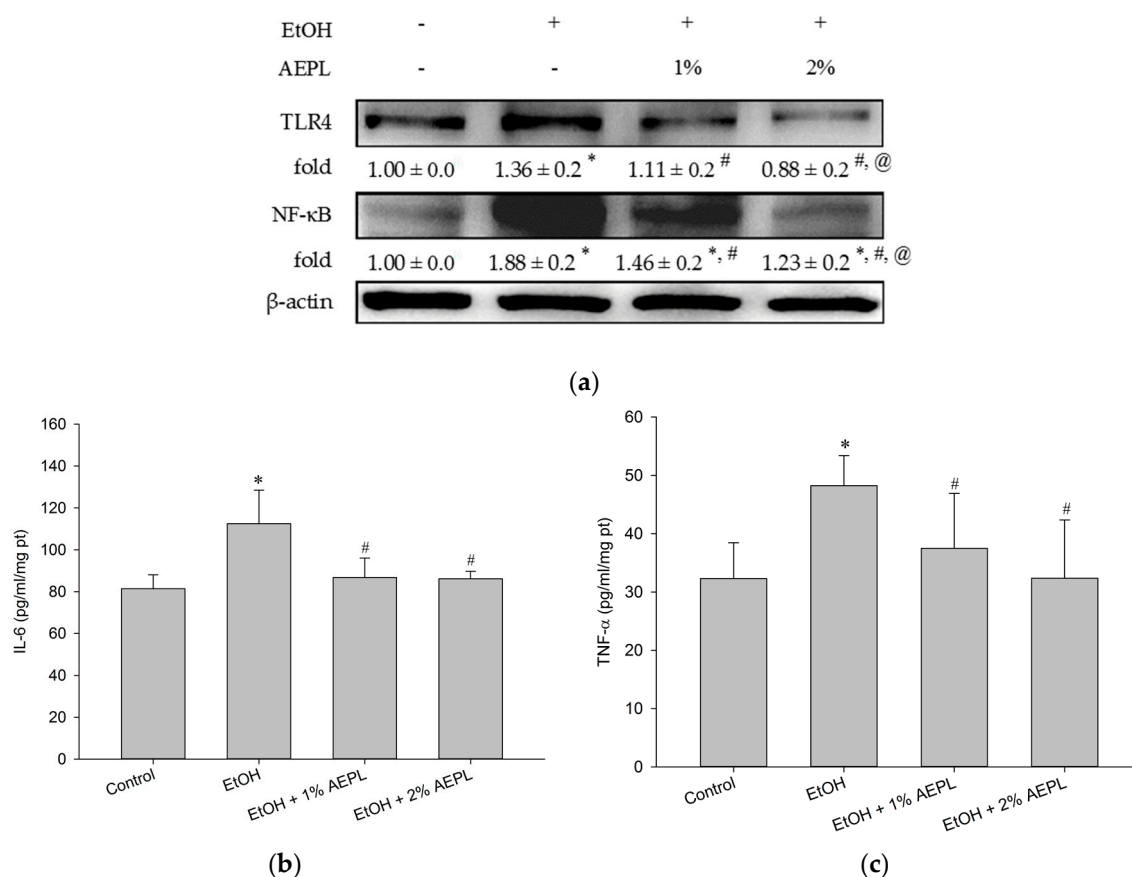 EtOH - + + +
AEPL - - 1% 2%
TLR4
fold 1.00 ± 0.0 1.36 ± 0.2 * 1.11 ± 0.2 # 0.88 ± 0.2 #, @
NF-κB
fold 1.00 ± 0.0 1.88 ± 0.2 * 1.46 ± 0.2 *, # 1.23 ± 0.2 *, #, @
β-actin
(a)
160
140
120
100
80
60
40
20
0
IL-6 (pg/ml/mg pt)
*
#
#
Control
EtOH
EtOH + 1% AEPL
EtOH + 2% AEPL
(b)
60
50
40
30
20
10
0
TNF-α (pg/ml/mg pt)
*
#
#
Control
EtOH
EtOH + 1% AEPL
EtOH + 2% AEPL
(c)